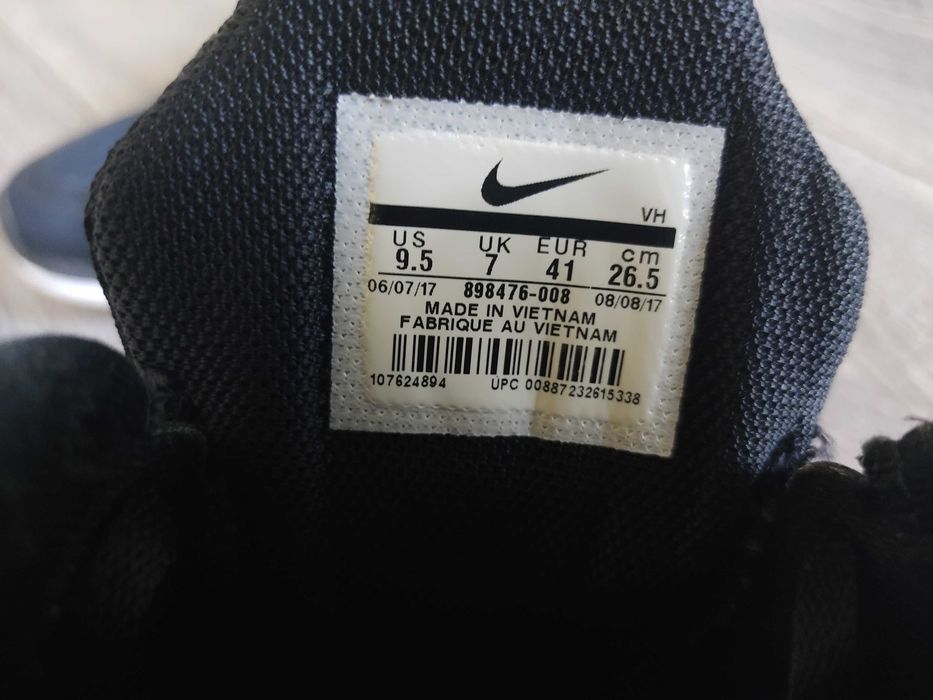 VH
US UK EUR cm
9.5 7 41 26.5
06/07/17 898476-008 08/08/17
MADE IN VIETNAM
FABRIQUE AU VIETNAM
107624894 UPC 00887232615338